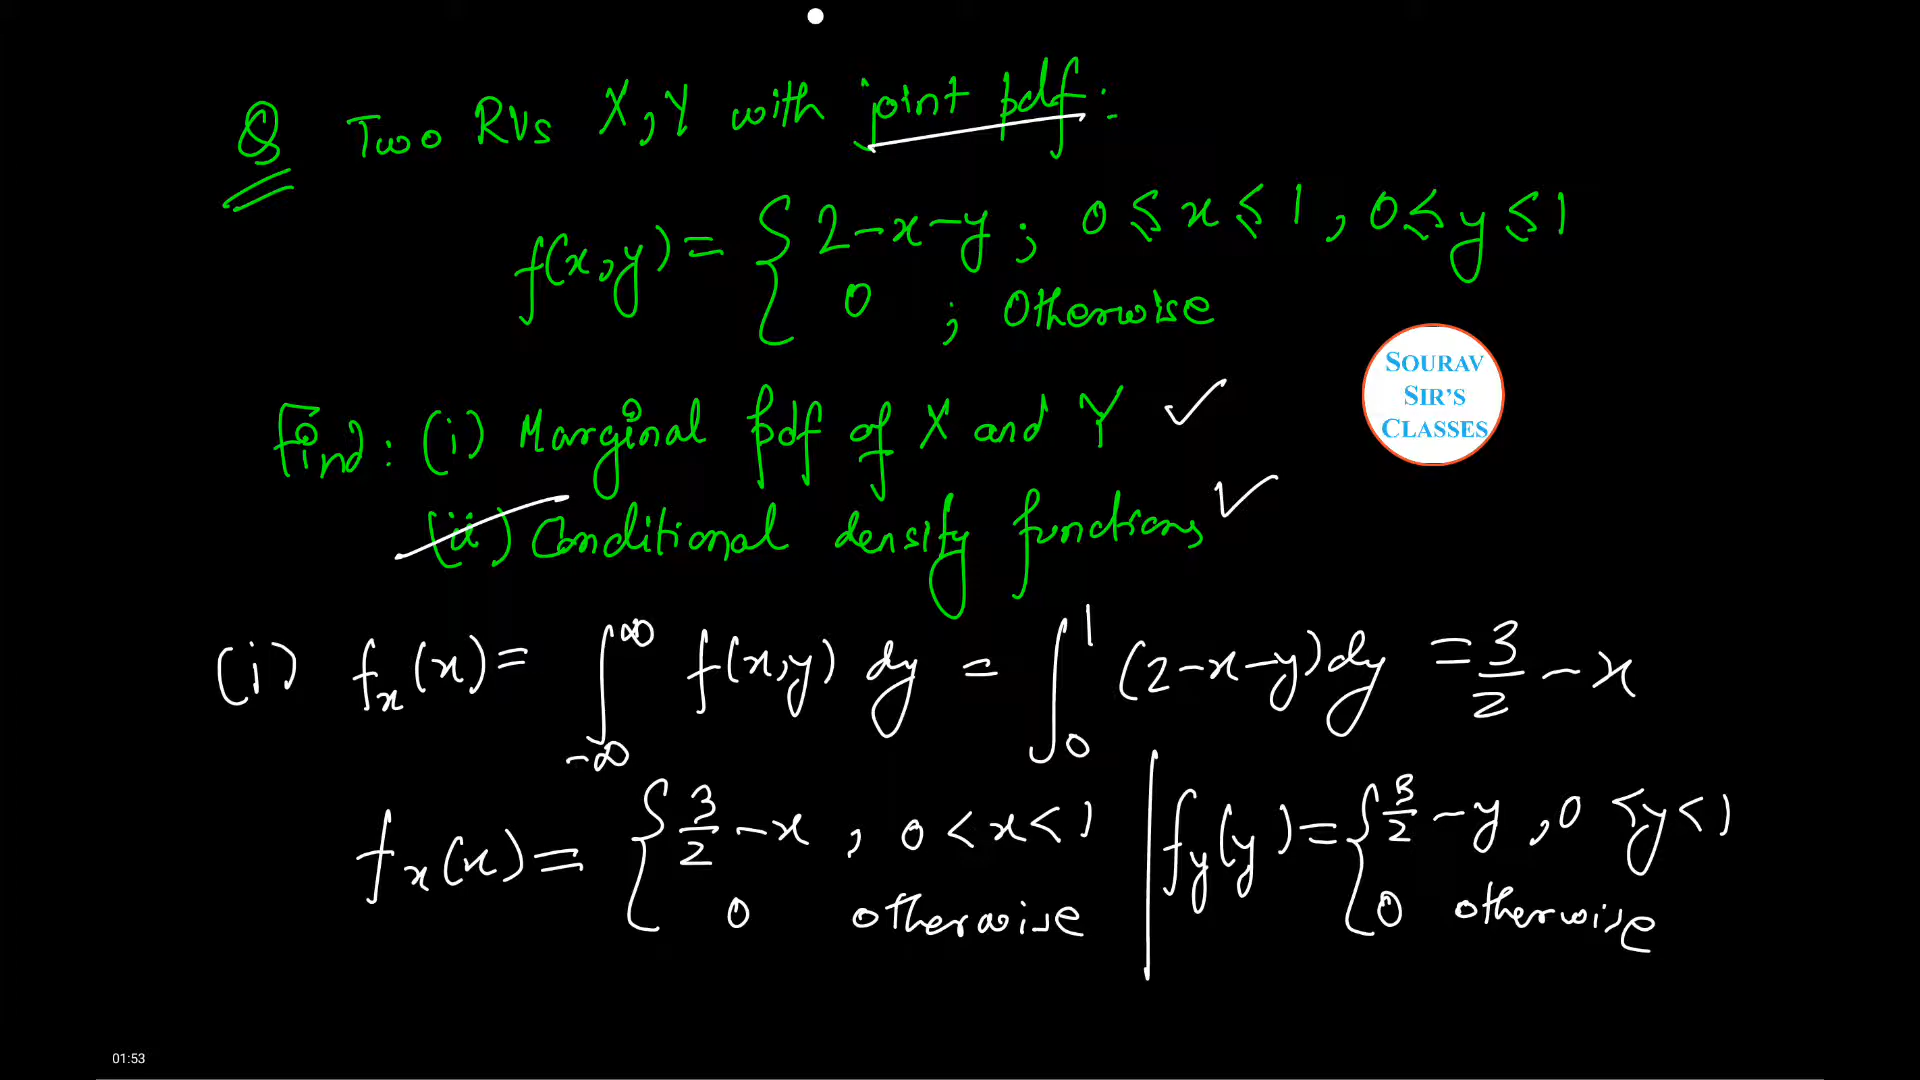 Q Two RVs X, Y with joint pdf:
f(x,y) = { 2-x-y ; 0 ≤ x ≤ 1, 0 ≤ y ≤ 1
0 ; Otherwise
SOURAV
SIR'S
CLASSES
Find: (i) Marginal pdf of X and Y ✓
(ii) Conditional density functions ✓
(i) fx(x) = ∫_{-∞}^{∞} f(x,y) dy = ∫_0^1 (2-x-y)dy = 3/2 - x
fx(x) = { 3/2 - x , 0 < x < 1 | fy(y) = { 3/2 - y , 0 < y < 1
0 otherwise | 0 otherwise
01:53